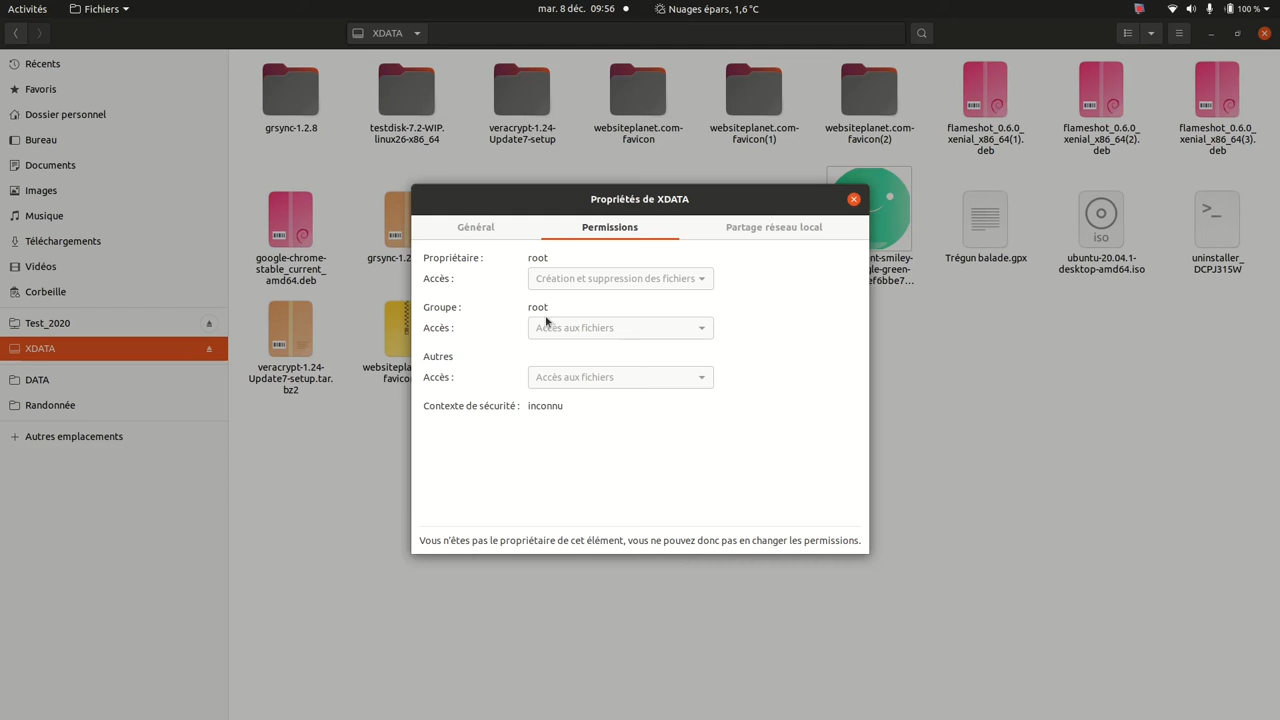 Activités
Fichiers
mar. 8 déc. 09:56
Nuages épars, 1,6 °C
100 %
XDATA
Récents
Favoris
Dossier personnel
Bureau
Documents
Images
Musique
Téléchargements
Vidéos
Corbeille
Test_2020
XDATA
DATA
Randonnée
Autres emplacements
grsync-1.2.8
testdisk-7.2-WIP.
linux26-x86_64
veracrypt-1.24-
Update7-setup
websiteplanet.com-
favicon
websiteplanet.com-
favicon(1)
websiteplanet.com-
favicon(2)
flameshot_0.6.0_
xenial_x86_64(1).
deb
flameshot_0.6.0_
xenial_x86_64(2).
deb
flameshot_0.6.0_
xenial_x86_64(3).
deb
google-chrome-
stable_current_
amd64.deb
grsync-1.2
Trégun balade.gpx
iso
ubuntu-20.04.1-
desktop-amd64.iso
>_
uninstaller_
DCPJ315W
veracrypt-1.24-
Update7-setup.tar.
bz2
Propriétés de XDATA
Général
Permissions
Partage réseau local
Propriétaire :
root
Accès :
Création et suppression des fichiers
Groupe :
root
Accès :
Accès aux fichiers
Autres
Accès :
Accès aux fichiers
Contexte de sécurité :
inconnu
Vous n'êtes pas le propriétaire de cet élément, vous ne pouvez donc pas en changer les permissions.